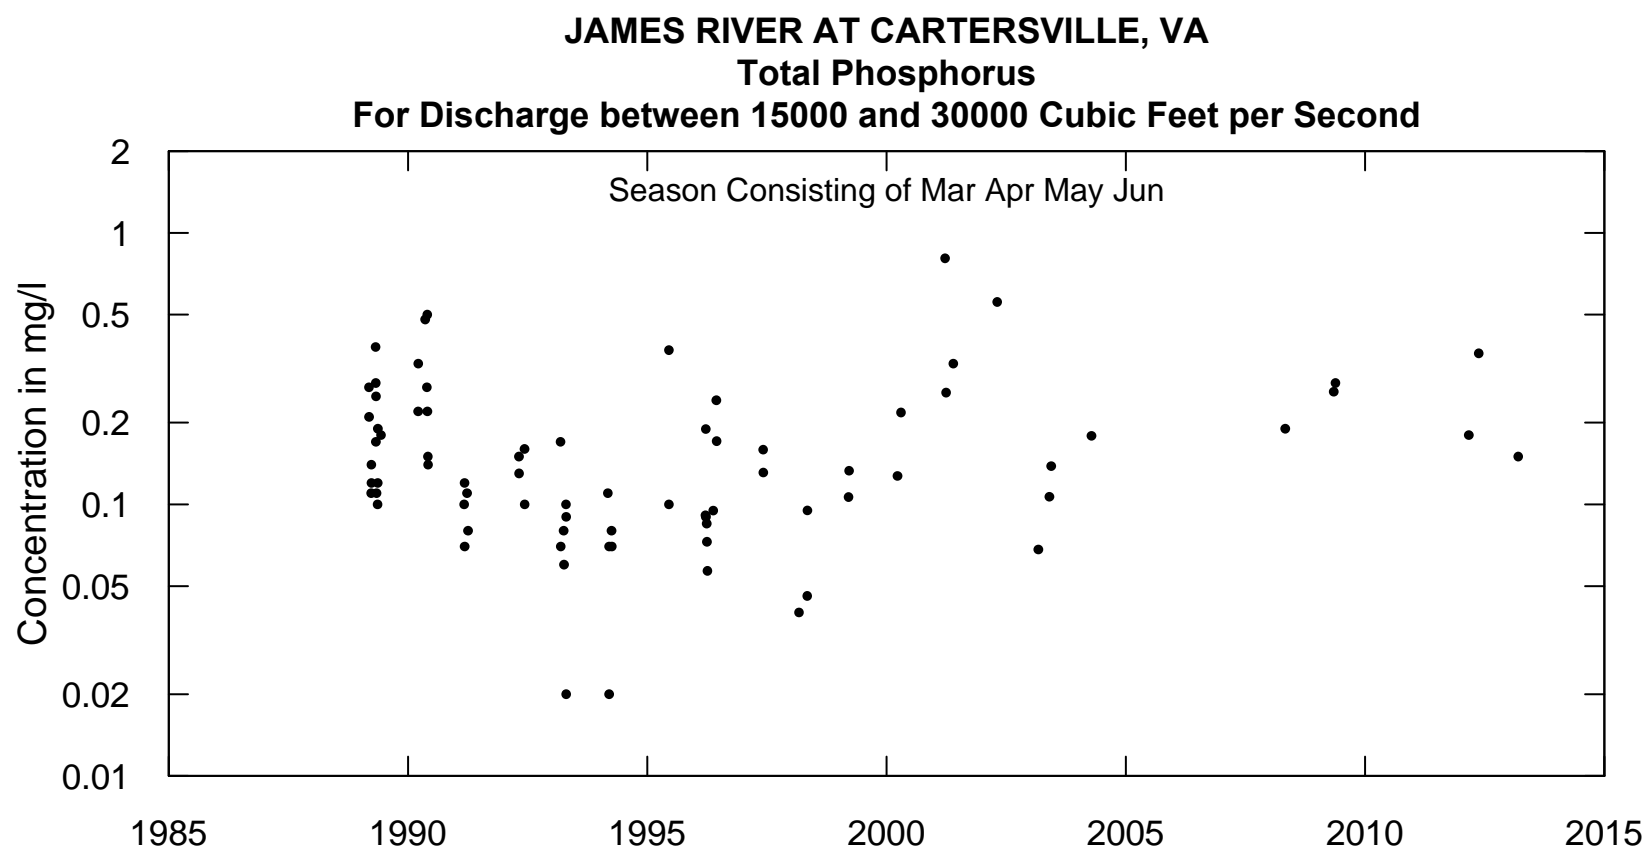 JAMES RIVER AT CARTERSVILLE, VA
Total Phosphorus
For Discharge between 15000 and 30000 Cubic Feet per Second
Season Consisting of Mar Apr May Jun
Concentration in mg/l
2
1
0.5
0.2
0.1
0.05
0.02
0.01
1985 1990 1995 2000 2005 2010 2015